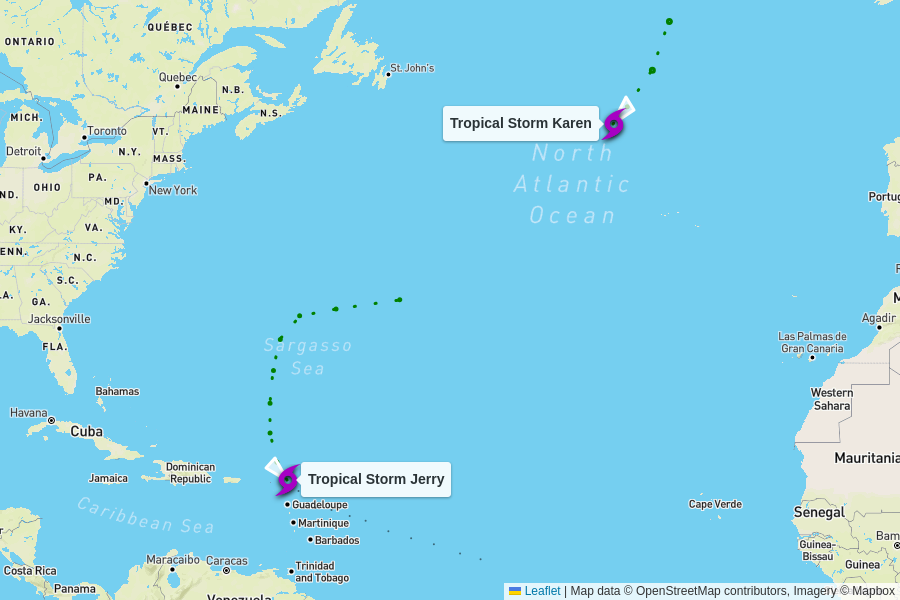 QUÉBEC
ONTARIO
St. John's
Quebec
N.B.
MAINE
N.S.
MICH.
Toronto
VT.
Detroit
N.Y.
MASS.
PA.
OHIO
New York
MD.
KY.
VA.
N.C.
S.C.
GA.
Jacksonville
FLA.
Tropical Storm Karen
North
Atlantic
Ocean
Portug
Agadir
Las Palmas de
Gran Canaria
Western
Sahara
Mauritania
Sargasso
Sea
Bahamas
Havana
Cuba
Dominican
Republic
Jamaica
Tropical Storm Jerry
Guadeloupe
Martinique
Barbados
Caribbean Sea
Cape Verde
Senegal
Guinea-
Bissau
Bam
Guinea
Maracaibo
Caracas
Trinidad
and Tobago
Costa Rica
Panama
Venezuela
Leaflet | Map data © OpenStreetMap contributors, Imagery © Mapbox